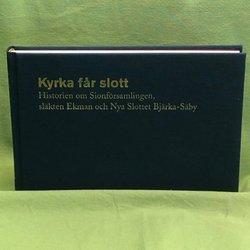 Kyrka får slott
Historien om Sionförsamlingen,
släkten Ekman och Nya Slottet Bjärka-Säby